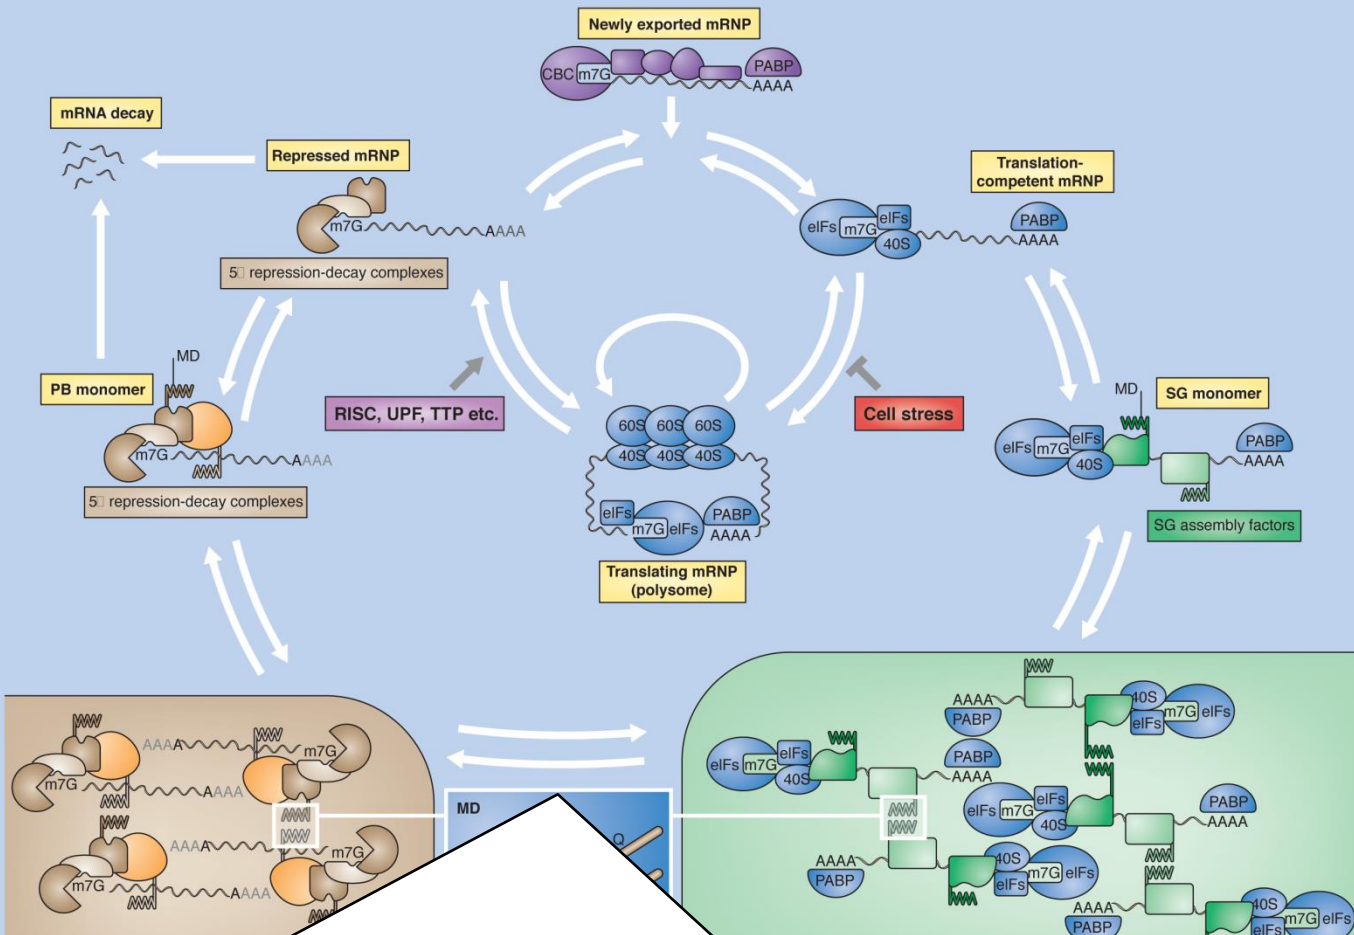 Newly exported mRNP
CBC
m7G
PABP
AAAA
mRNA decay
Repressed mRNP
m7G
AAAA
5□ repression-decay complexes
Translation-
competent mRNP
eIFs
m7G
eIFs
40S
PABP
AAAA
MD
PB monomer
m7G
AAAA
5□ repression-decay complexes
RISC, UPF, TTP etc.
Cell stress
60S 60S 60S
40S 40S 40S
eIFs
m7G
eIFs
PABP
AAAA
Translating mRNP
(polysome)
MD
SG monomer
eIFs
m7G
eIFs
40S
PABP
AAAA
SG assembly factors
AAAA
m7G
m7G
AAAA
AAAA
m7G
m7G
AAAA
MD
Q
AAAA
PABP
40S
eIFs
m7G
eIFs
eIFs
m7G
eIFs
40S
PABP
AAAA
eIFs
m7G
eIFs
40S
PABP
AAAA
AAAA
PABP
40S
eIFs
m7G
eIFs
AAAA
PABP
40S
eIFs
m7G
eIFs